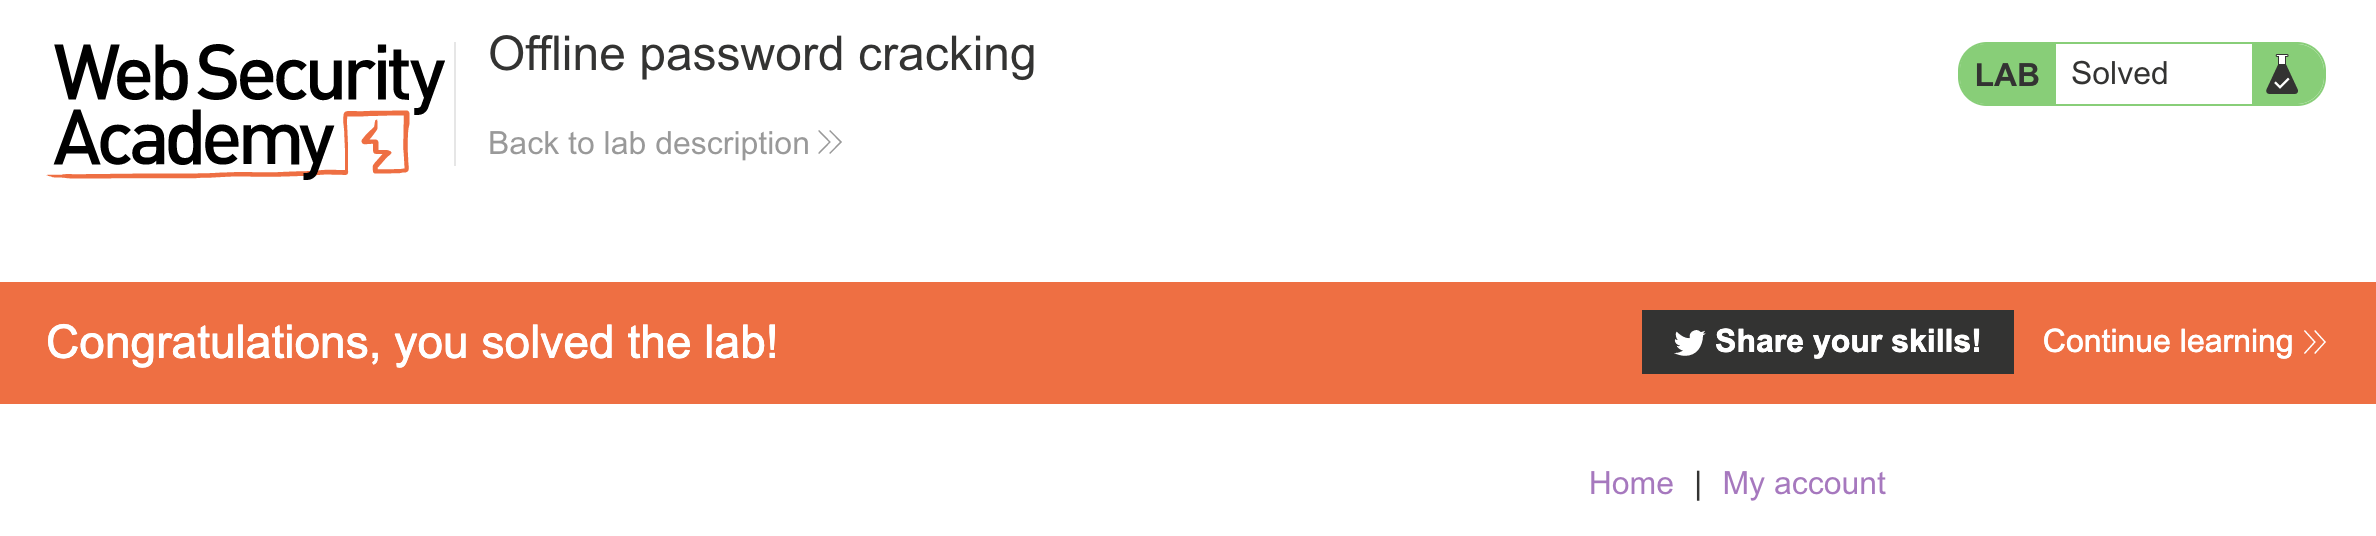 Web Security
Academy
Offline password cracking
Back to lab description
LAB Solved
Congratulations, you solved the lab!
Share your skills!
Continue learning
Home | My account